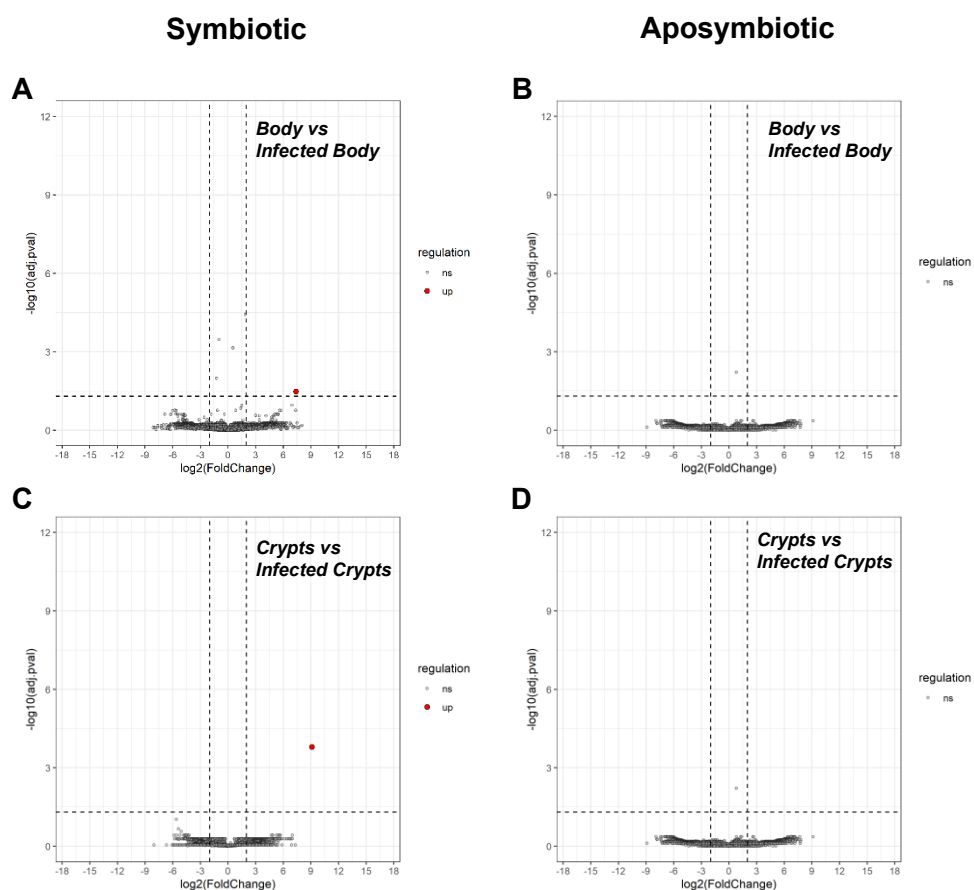 Symbiotic
Aposymbiotic
A
Body vs
Infected Body
12
9
6
3
0
-log10(adj.pval)
-18 -15 -12 -9 -6 -3 0 3 6 9 12 15 18
log2(FoldChange)
regulation
ns
up
B
Body vs
Infected Body
12
9
6
3
0
-log10(adj.pval)
-18 -15 -12 -9 -6 -3 0 3 6 9 12 15 18
log2(FoldChange)
regulation
ns
C
Crypts vs
Infected Crypts
12
9
6
3
0
-log10(adj.pval)
-18 -15 -12 -9 -6 -3 0 3 6 9 12 15 18
log2(FoldChange)
regulation
ns
up
D
Crypts vs
Infected Crypts
12
9
6
3
0
-log10(adj.pval)
-18 -15 -12 -9 -6 -3 0 3 6 9 12 15 18
log2(FoldChange)
regulation
ns